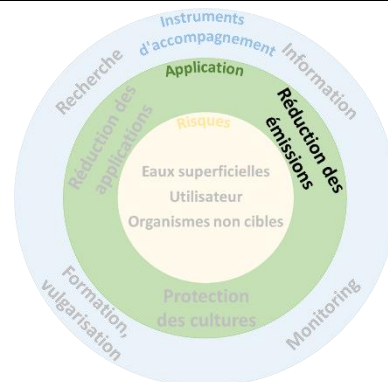 Instruments
d'accompagnement
Recherche
Information
Application
Réduction des
applications
Réduction des
émissions
Risques
Eaux superficielles
Utilisateur
Organismes non cibles
Protection
des cultures
Formation,
vulgarisation
Monitoring